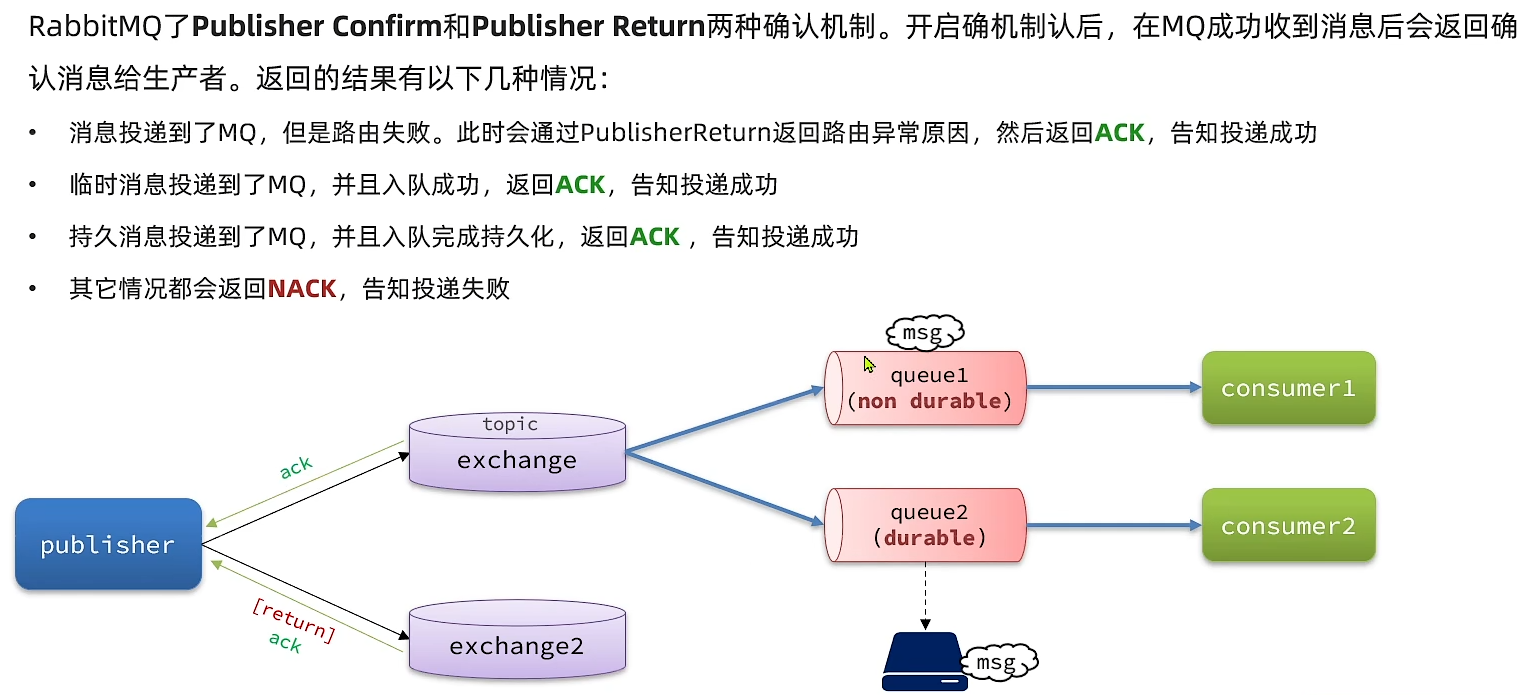 RabbitMQ了Publisher Confirm和Publisher Return两种确认机制。开启确机制认后，在MQ成功收到消息后会返回确
认消息给生产者。返回的结果有以下几种情况：
• 消息投递到了MQ，但是路由失败。此时会通过PublisherReturn返回路由异常原因，然后返回ACK，告知投递成功
• 临时消息投递到了MQ，并且入队成功，返回ACK，告知投递成功
• 持久消息投递到了MQ，并且入队完成持久化，返回ACK ，告知投递成功
• 其它情况都会返回NACK，告知投递失败
msg
queue1
(non durable)
consumer1
topic
exchange
ack
queue2
(durable)
consumer2
publisher
[return]
ack
exchange2
msg